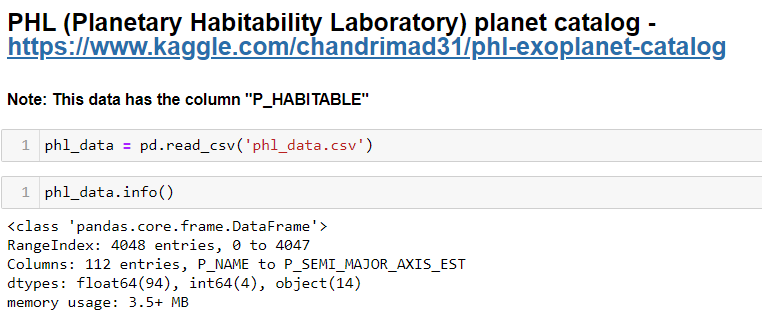 PHL (Planetary Habitability Laboratory) planet catalog -
https://www.kaggle.com/chandrimad31/phl-exoplanet-catalog
Note: This data has the column "P_HABITABLE"
1 phl_data = pd.read_csv('phl_data.csv')
1 phl_data.info()
<class 'pandas.core.frame.DataFrame'>
RangeIndex: 4048 entries, 0 to 4047
Columns: 112 entries, P_NAME to P_SEMI_MAJOR_AXIS_EST
dtypes: float64(94), int64(4), object(14)
memory usage: 3.5+ MB